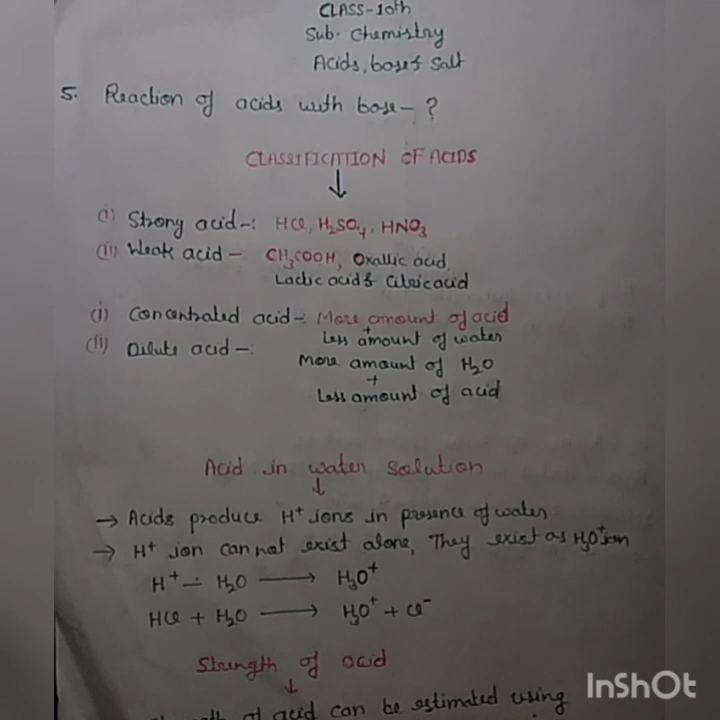 CLASS-10th
Sub. Chemistry
Acids, base & Salt
5. Reaction of acids with base - ?
CLASSIFICATION OF ACIDS
↓
(i) Strong acid -: HCl, H₂SO₄, HNO₃
(ii) Weak acid - CH₃COOH, Oxallic acid,
Lactic acid & Citric acid
(i) Concentrated acid -: More amount of acid
+
Less amount of water
(ii) Dilute acid -:
More amount of H₂O
+
Less amount of acid
Acid in water solution
↓
→ Acids produce H⁺ ions in presence of water
→ H⁺ ion can not exist alone, They exist as H₃O⁺ ion
H⁺ - H₂O ⟶ H₃O⁺
HCl + H₂O ⟶ H₃O⁺ + Cl⁻
Strength of acid
↓
of acid can be estimated using
InShOt